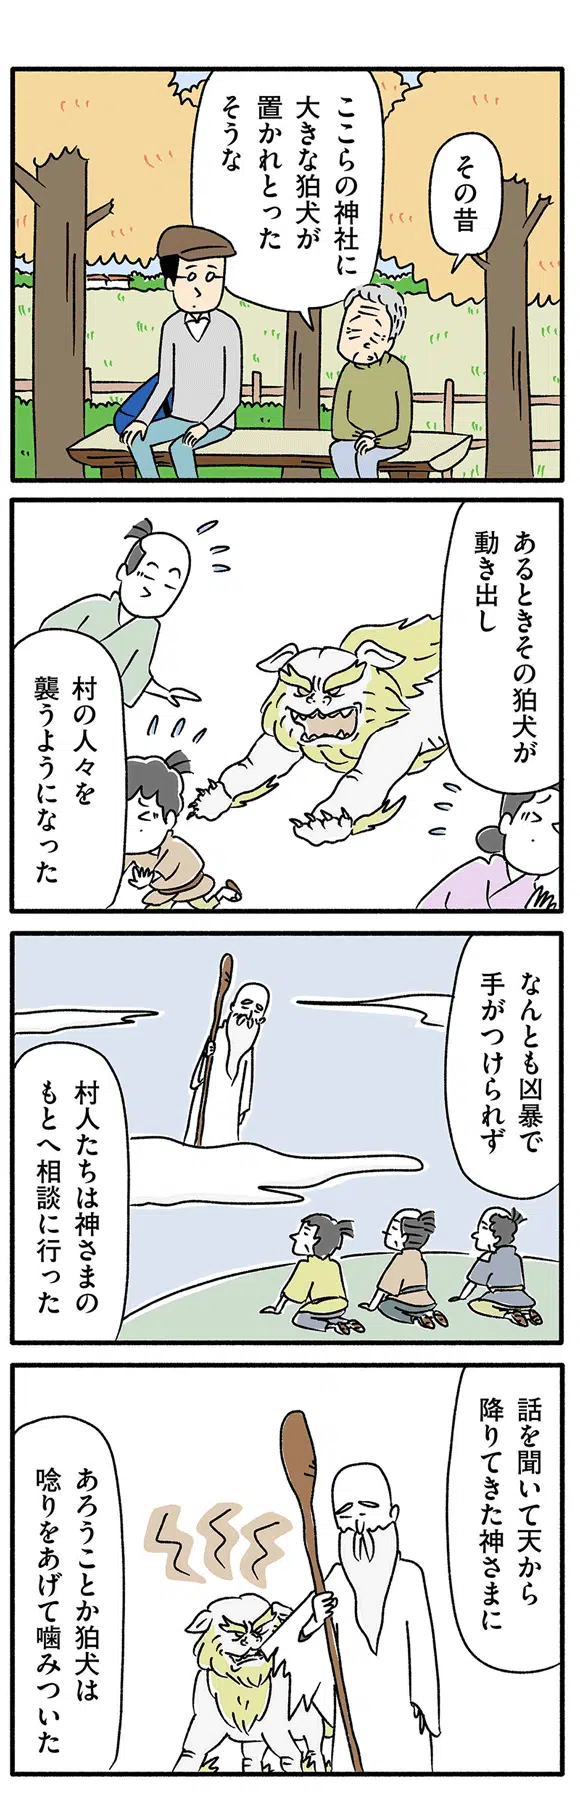 その昔
ここらの神社に
大きな狛犬が
置かれとった
そうな
あるときその狛犬が
動き出し
村の人々を
襲うようになった
なんとも凶暴で
手がつけられず
村人たちは神さまの
もとへ相談に行った
話を聞いて天から
降りてきた神さまに
あろうことか狛犬は
唸りをあげて噛みついた